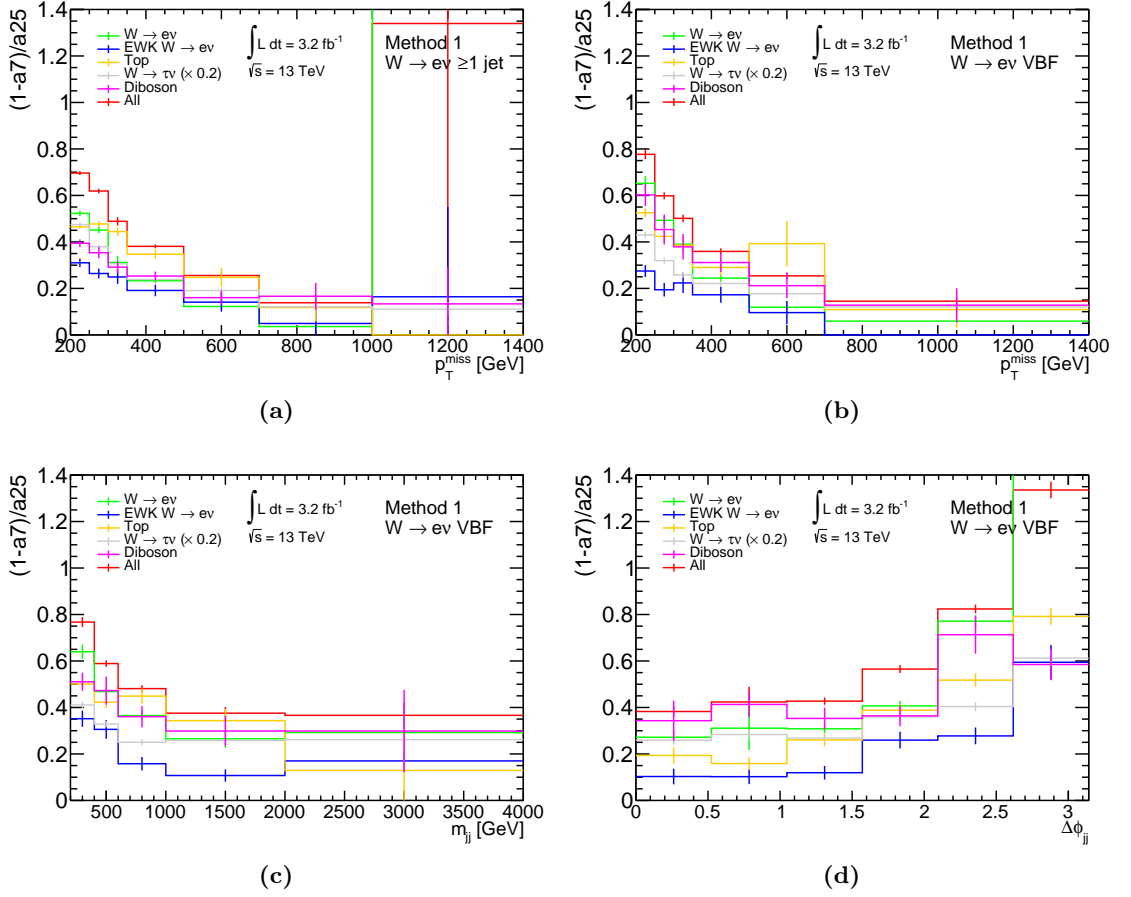 (1-a7)/a25
1.4
1.2
1
0.8
0.6
0.4
0.2
0
W → eν
EWK W → eν
Top
W → τν (× 0.2)
Diboson
All
∫ L dt = 3.2 fb⁻¹
√s = 13 TeV
Method 1
W → eν ≥1 jet
200 400 600 800 1000 1200 1400
p_T^miss [GeV]
(a)
(1-a7)/a25
1.4
1.2
1
0.8
0.6
0.4
0.2
0
W → eν
EWK W → eν
Top
W → τν (× 0.2)
Diboson
All
∫ L dt = 3.2 fb⁻¹
√s = 13 TeV
Method 1
W → eν VBF
200 400 600 800 1000 1200 1400
p_T^miss [GeV]
(b)
(1-a7)/a25
1.4
1.2
1
0.8
0.6
0.4
0.2
0
W → eν
EWK W → eν
Top
W → τν (× 0.2)
Diboson
All
∫ L dt = 3.2 fb⁻¹
√s = 13 TeV
Method 1
W → eν VBF
500 1000 1500 2000 2500 3000 3500 4000
m_jj [GeV]
(c)
(1-a7)/a25
1.4
1.2
1
0.8
0.6
0.4
0.2
0
W → eν
EWK W → eν
Top
W → τν (× 0.2)
Diboson
All
∫ L dt = 3.2 fb⁻¹
√s = 13 TeV
Method 1
W → eν VBF
0 0.5 1 1.5 2 2.5 3
Δϕ_jj
(d)